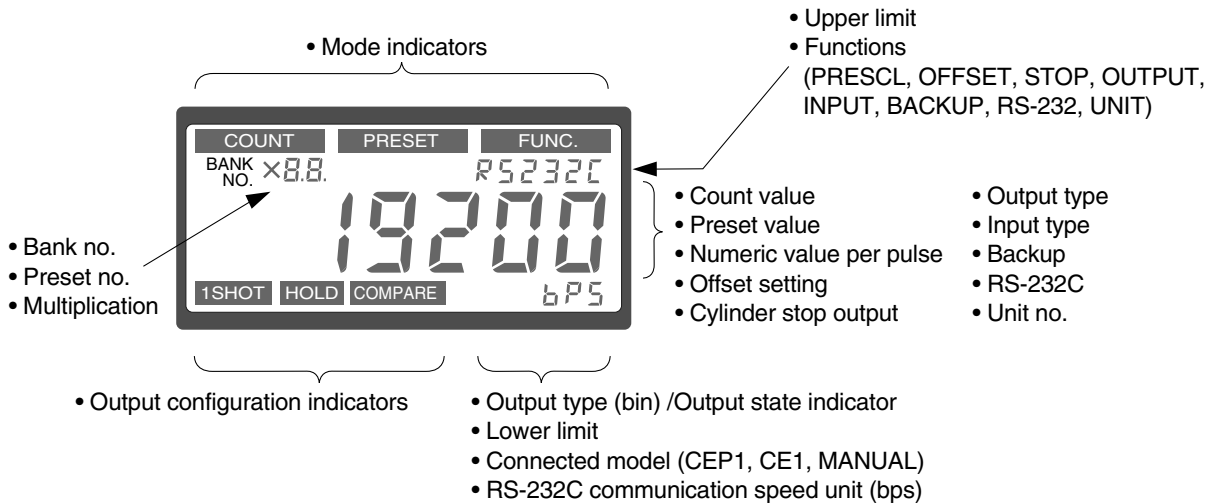 • Upper limit
• Functions
(PRESCL, OFFSET, STOP, OUTPUT,
INPUT, BACKUP, RS-232, UNIT)
• Mode indicators
COUNT PRESET FUNC.
BANK NO. ×8.8. RS232C
19200
1SHOT HOLD COMPARE bPS
• Bank no.
• Preset no.
• Multiplication
• Count value
• Preset value
• Numeric value per pulse
• Offset setting
• Cylinder stop output
• Output type
• Input type
• Backup
• RS-232C
• Unit no.
• Output configuration indicators
• Output type (bin) /Output state indicator
• Lower limit
• Connected model (CEP1, CE1, MANUAL)
• RS-232C communication speed unit (bps)